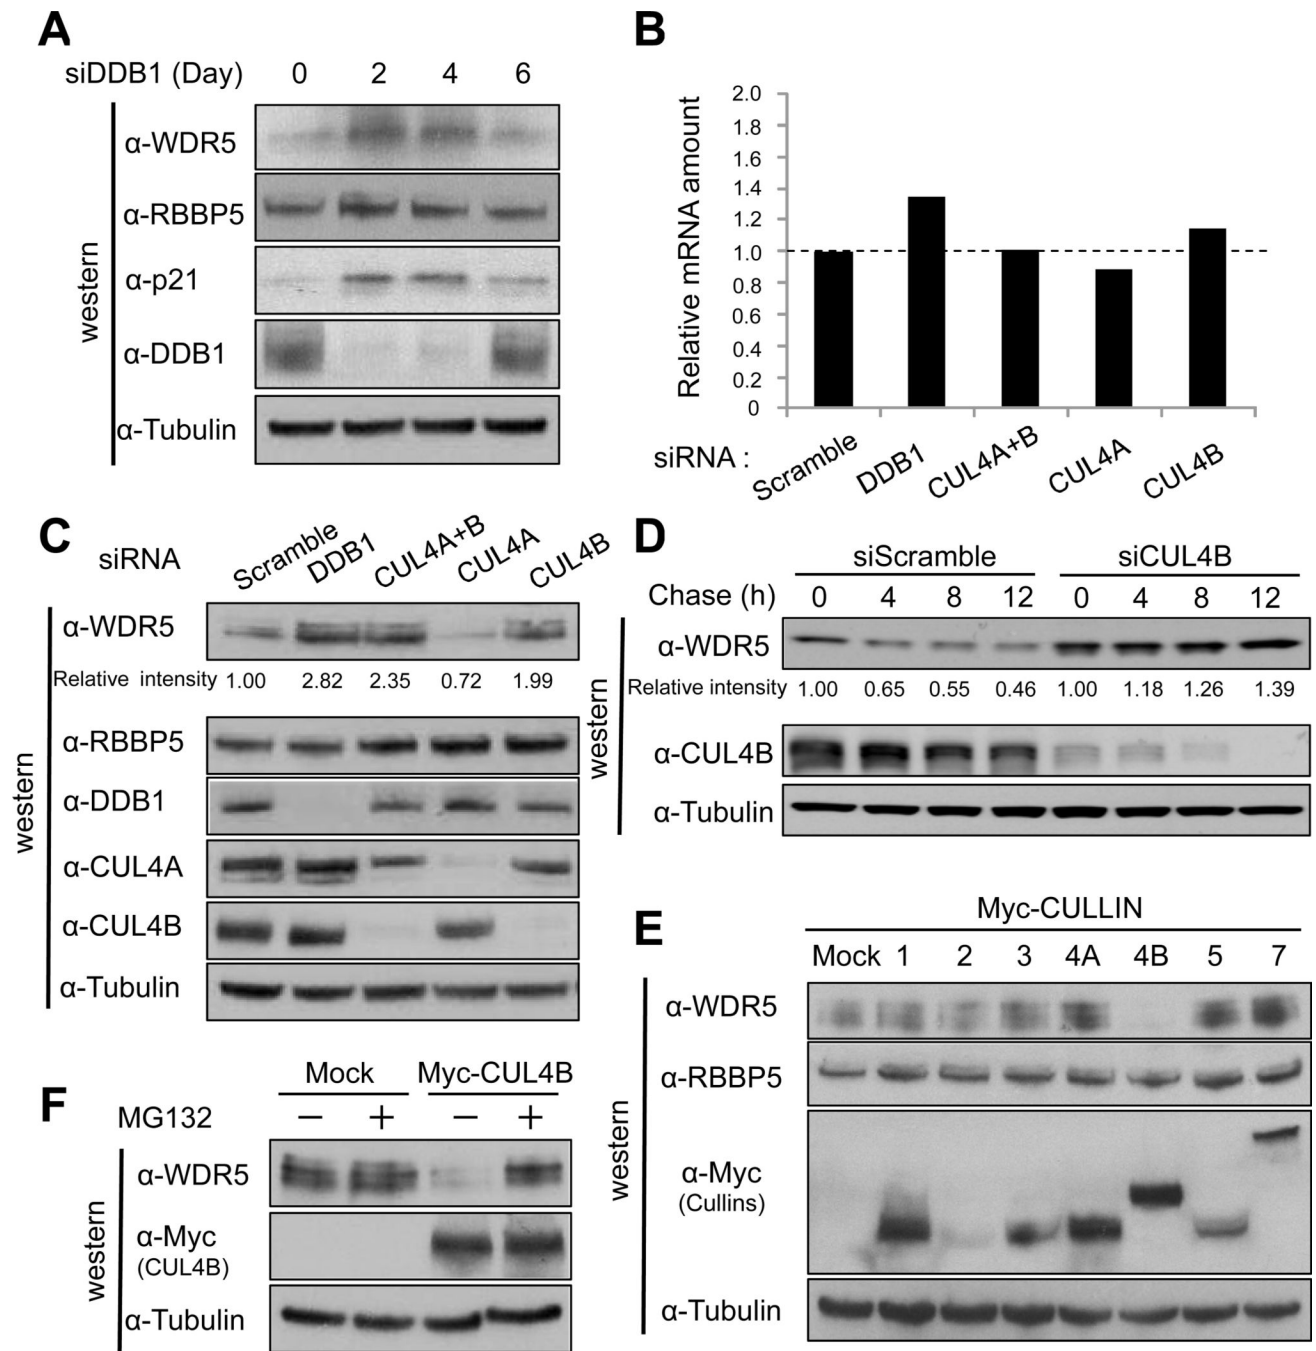 A
siDDB1 (Day) 0 2 4 6
western
α-WDR5
α-RBBP5
α-p21
α-DDB1
α-Tubulin
B
Relative mRNA amount
2.0
1.8
1.6
1.4
1.2
1.0
0.8
0.6
0.4
0.2
0
siRNA : Scramble DDB1 CUL4A+B CUL4A CUL4B
C
siRNA Scramble DDB1 CUL4A+B CUL4A CUL4B
western
α-WDR5
Relative intensity 1.00 2.82 2.35 0.72 1.99
α-RBBP5
α-DDB1
α-CUL4A
α-CUL4B
α-Tubulin
D
siScramble siCUL4B
Chase (h) 0 4 8 12 0 4 8 12
western
α-WDR5
Relative intensity 1.00 0.65 0.55 0.46 1.00 1.18 1.26 1.39
α-CUL4B
α-Tubulin
E
Myc-CULLIN
Mock 1 2 3 4A 4B 5 7
western
α-WDR5
α-RBBP5
α-Myc
(Cullins)
α-Tubulin
F
Mock Myc-CUL4B
MG132 – + – +
western
α-WDR5
α-Myc
(CUL4B)
α-Tubulin